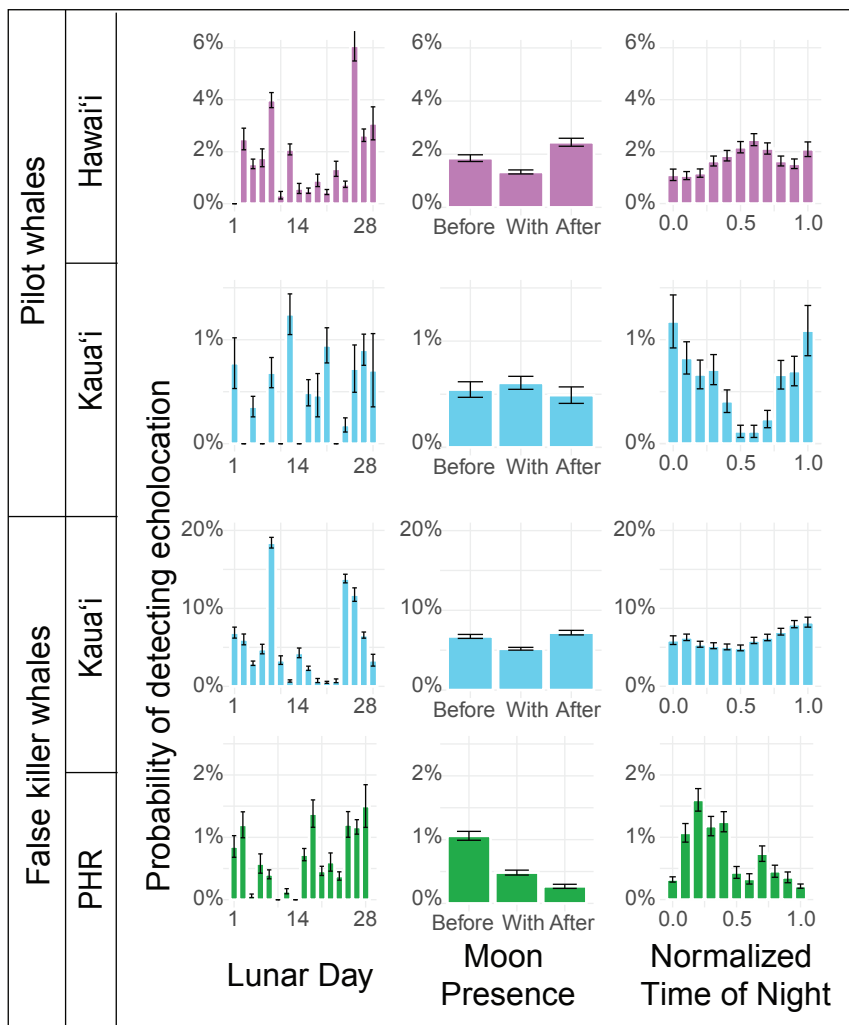 Pilot whales
Hawaiʻi
6%
4%
2%
0%
1 14 28
6%
4%
2%
0%
Before With After
6%
4%
2%
0%
0.0 0.5 1.0
Kauaʻi
1%
0%
1 14 28
1%
0%
Before With After
1%
0%
0.0 0.5 1.0
False killer whales
Kauaʻi
20%
10%
0%
1 14 28
20%
10%
0%
Before With After
20%
10%
0%
0.0 0.5 1.0
PHR
2%
1%
0%
1 28
2%
1%
0%
Before With After
2%
1%
0%
0.0 0.5 1.0
Probability of detecting echolocation
Lunar Day
Moon
Presence
Normalized
Time of Night